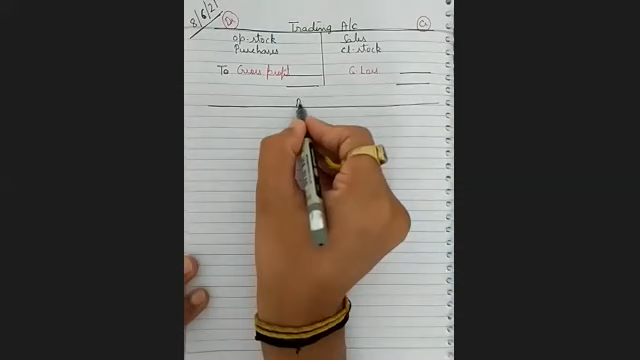 8/6/21
Dr Trading A/c Cr
Op. stock Sales
Purchases Cl. stock
To Gross profit G. Loss